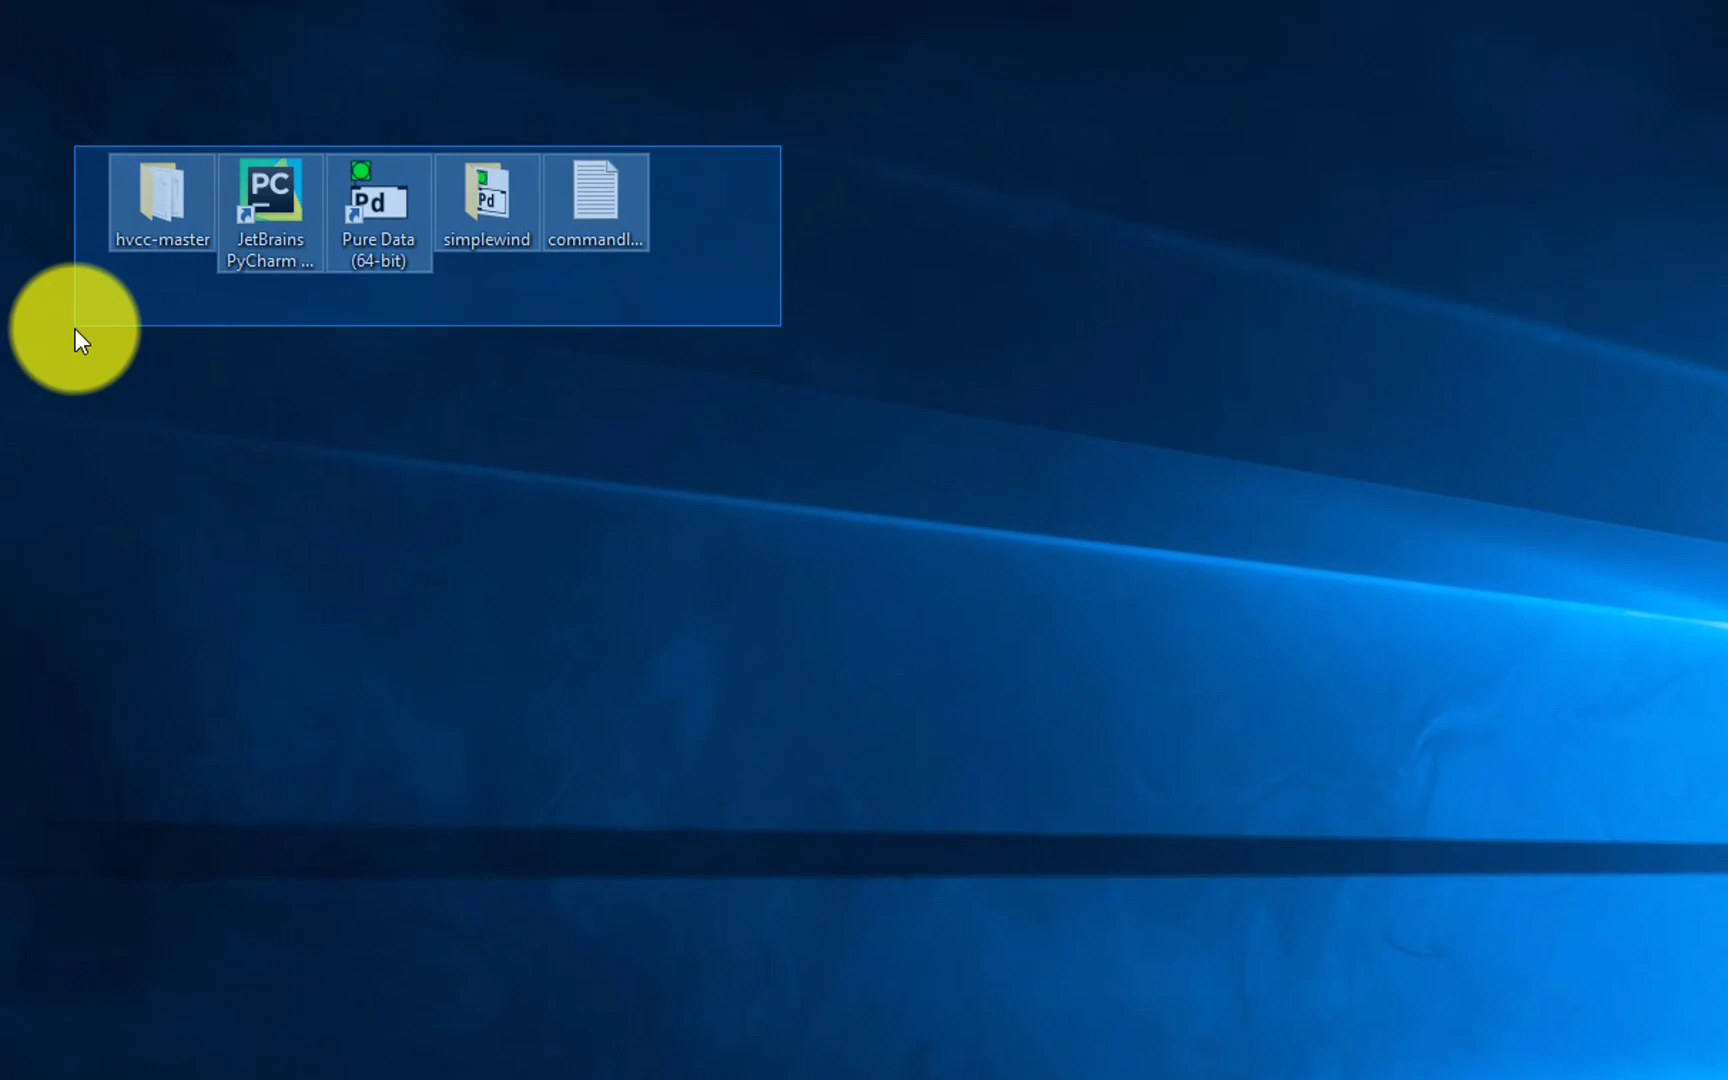 PC
Pd
Pd
hvcc-master
JetBrains
PyCharm ...
Pure Data
(64-bit)
simplewind
commandl...